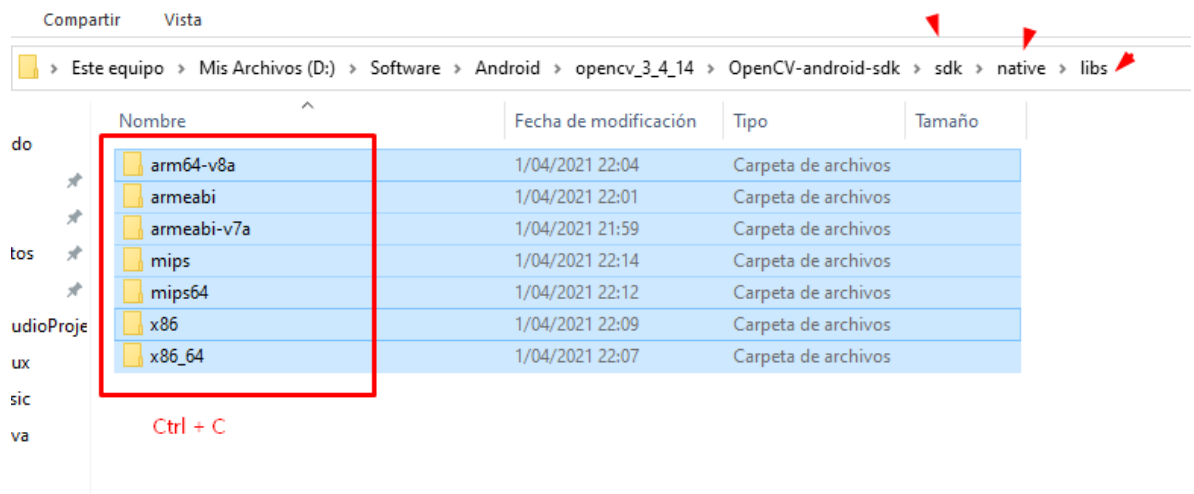 Compartir Vista
Este equipo > Mis Archivos (D:) > Software > Android > opencv_3_4_14 > OpenCV-android-sdk > sdk > native > libs
Nombre Fecha de modificación Tipo Tamaño
do
arm64-v8a 1/04/2021 22:04 Carpeta de archivos
armeabi 1/04/2021 22:01 Carpeta de archivos
armeabi-v7a 1/04/2021 21:59 Carpeta de archivos
tos
mips 1/04/2021 22:14 Carpeta de archivos
mips64 1/04/2021 22:12 Carpeta de archivos
udioProje
x86 1/04/2021 22:09 Carpeta de archivos
ux
x86_64 1/04/2021 22:07 Carpeta de archivos
sic
va
Ctrl + C